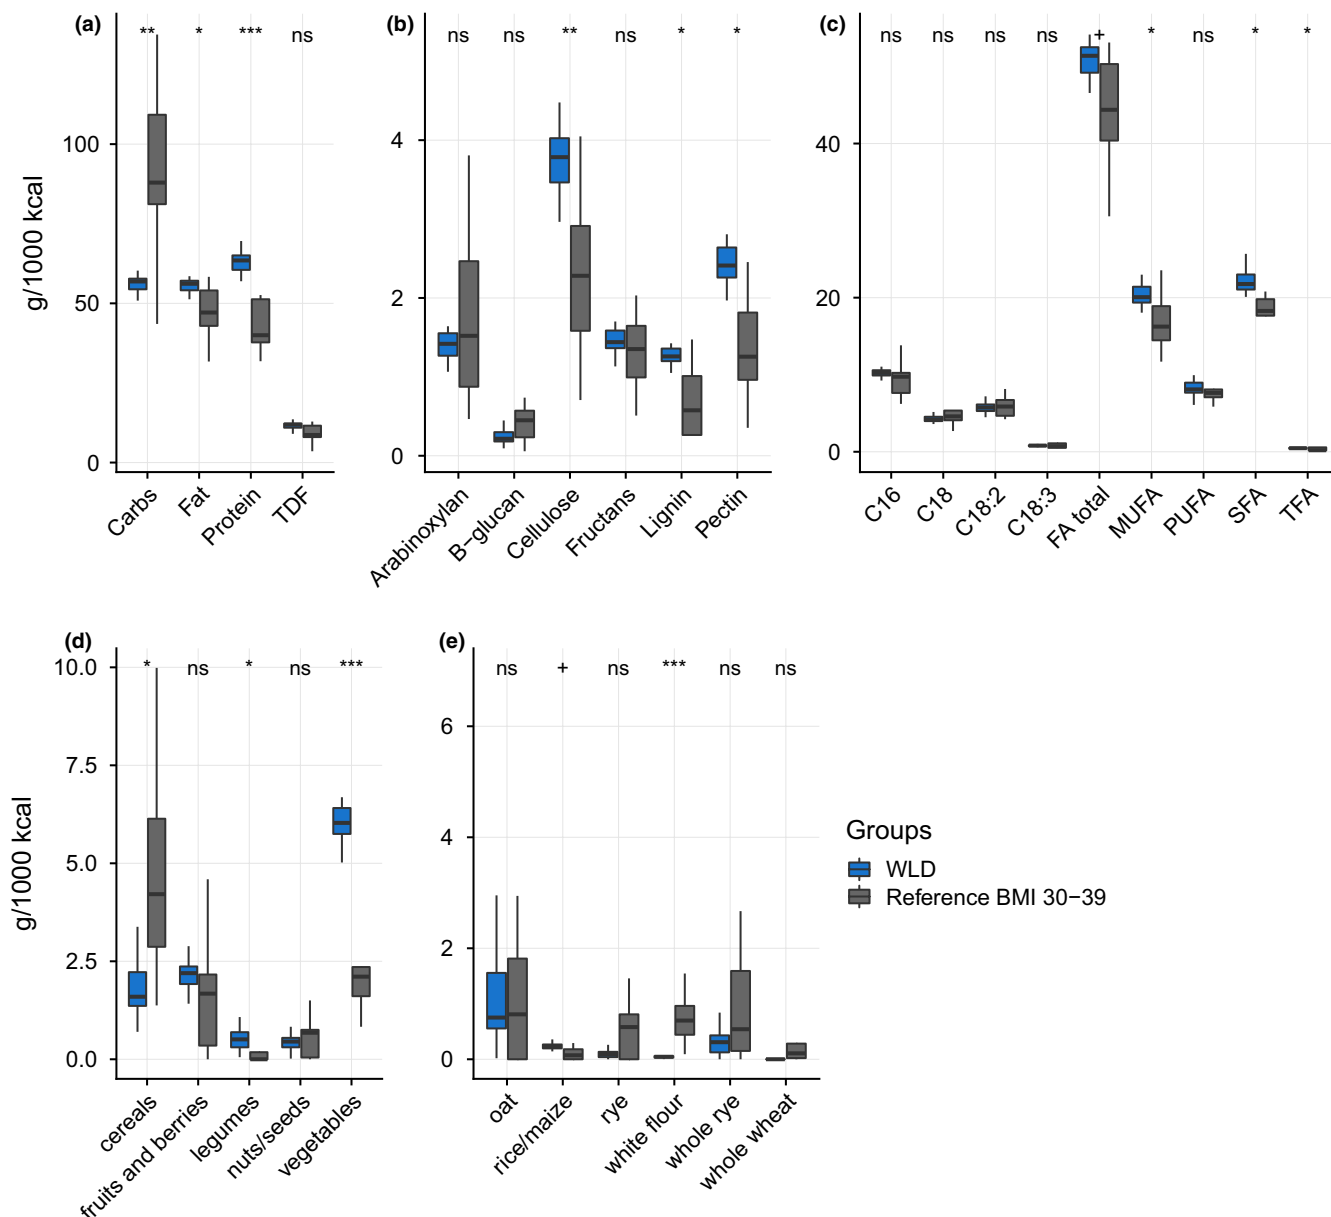 (a)
** * *** ns
g/1000 kcal
100
50
0
Carbs
Fat
Protein
TDF
(b)
ns ns ** ns * *
4
2
0
Arabinoxylan
B−glucan
Cellulose
Fructans
Lignin
Pectin
(c)
ns ns ns ns + * ns * *
40
20
0
C16
C18
C18:2
C18:3
FA total
MUFA
PUFA
SFA
TFA
(d)
* ns * ns ***
g/1000 kcal
10.0
7.5
5.0
2.5
0.0
cereals
fruits and berries
legumes
nuts/seeds
vegetables
(e)
ns + ns *** ns ns
6
4
2
0
oat
rice/maize
rye
white flour
whole rye
whole wheat
Groups
WLD
Reference BMI 30−39